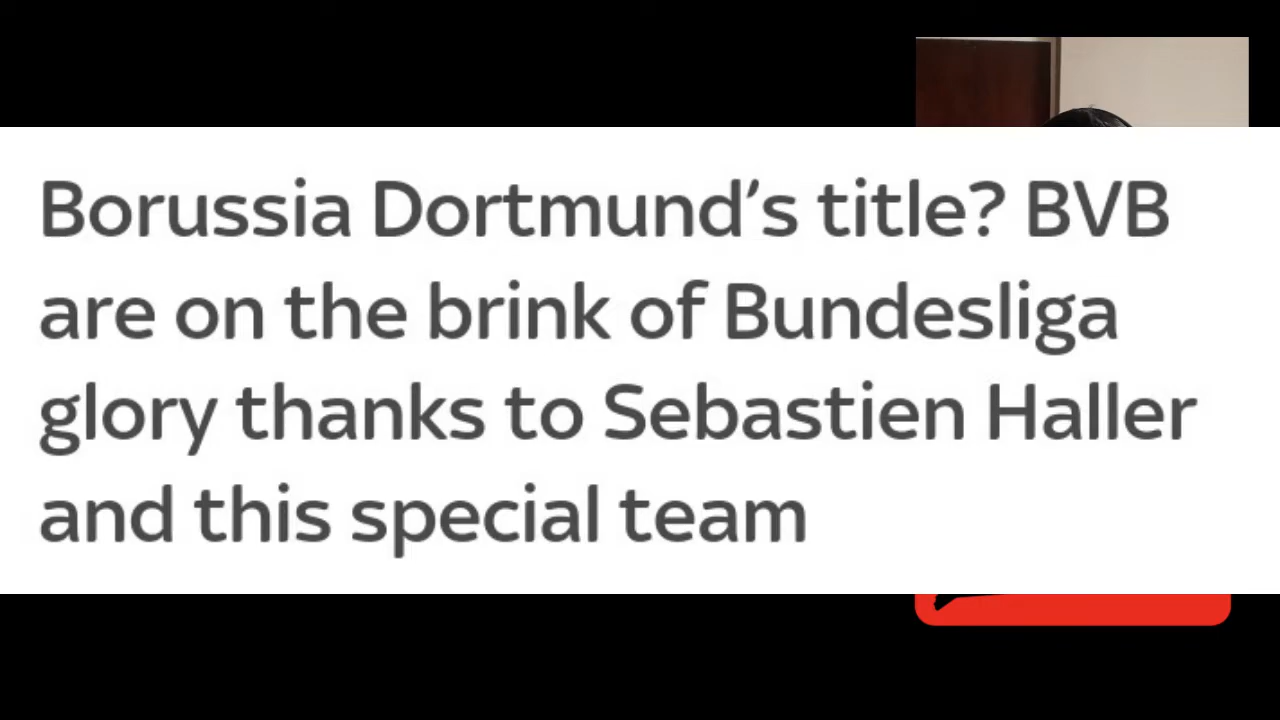 Borussia Dortmund’s title? BVB
are on the brink of Bundesliga
glory thanks to Sebastien Haller
and this special team